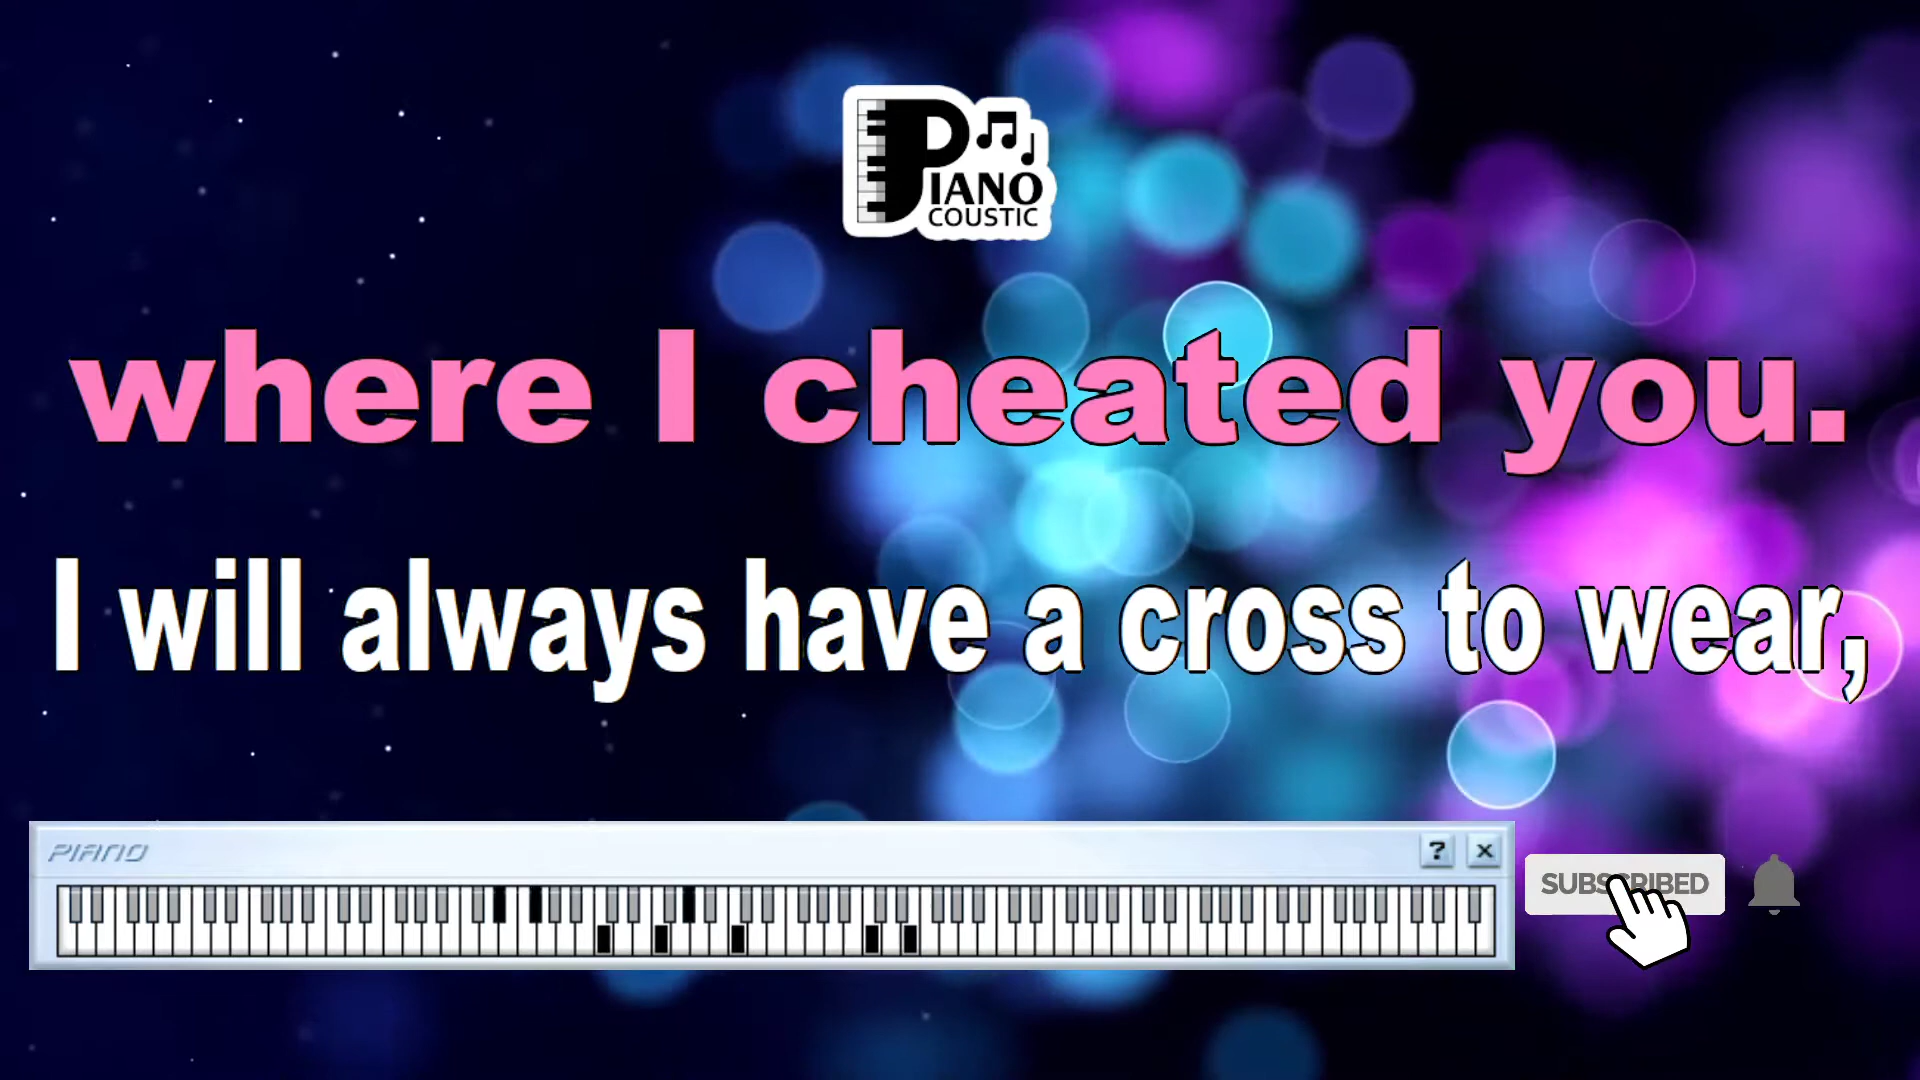 PIANO
COUSTIC
where I cheated you.
I will always have a cross to wear,
PIANO
? ×
SUBSCRIBED